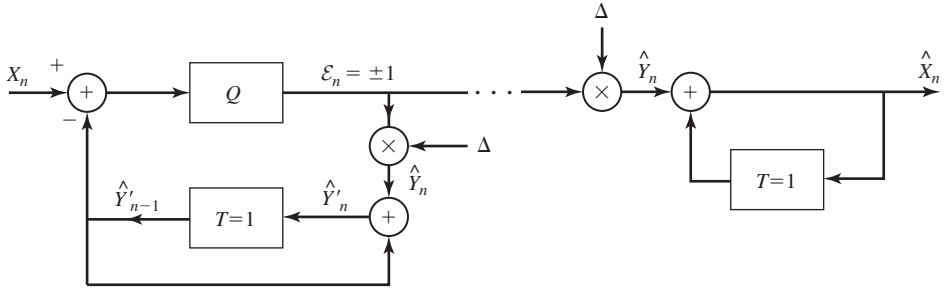 Δ
X_n
+
+
−
Q
ℰ_n = ±1
. . .
×
Ŷ_n
+
X̂_n
×
Δ
Ŷ_n
Ŷ'_{n−1}
T=1
Ŷ'_n
+
T=1